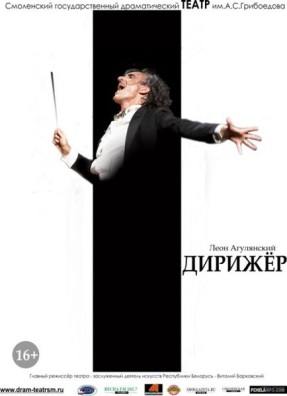 Смоленский государственный драматический ТЕАТР им.А.С.Грибоедова
Леон Агулянский
ДИРИЖЁР
16+
Главный режиссёр театра - заслуженный деятель искусств Республики Беларусь - Виталий Барковский
www.dram-teatrsm.ru